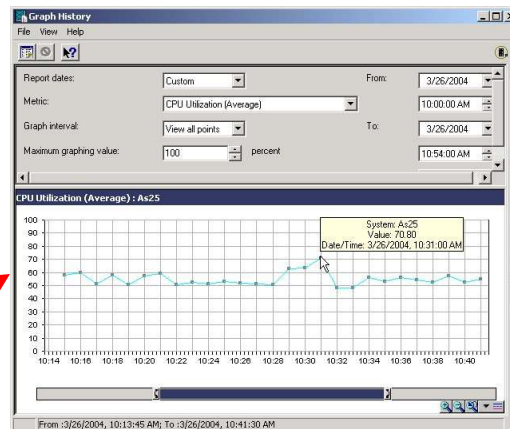 Graph History
File View Help
Report dates: Custom From: 3/26/2004
Metric: CPU Utilization (Average) 10:00:00 AM
Graph interval: View all points To: 3/26/2004
Maximum graphing value: 100 percent 10:54:00 AM
CPU Utilization (Average) : As25
System: As25
Value: 70.80
Date/Time: 3/26/2004, 10:31:00 AM
100
90
80
70
60
50
40
30
20
10
0
10:14 10:16 10:18 10:20 10:22 10:24 10:26 10:28 10:30 10:32 10:34 10:36 10:38 10:40
From :3/26/2004, 10:13:45 AM; To :3/26/2004, 10:41:30 AM